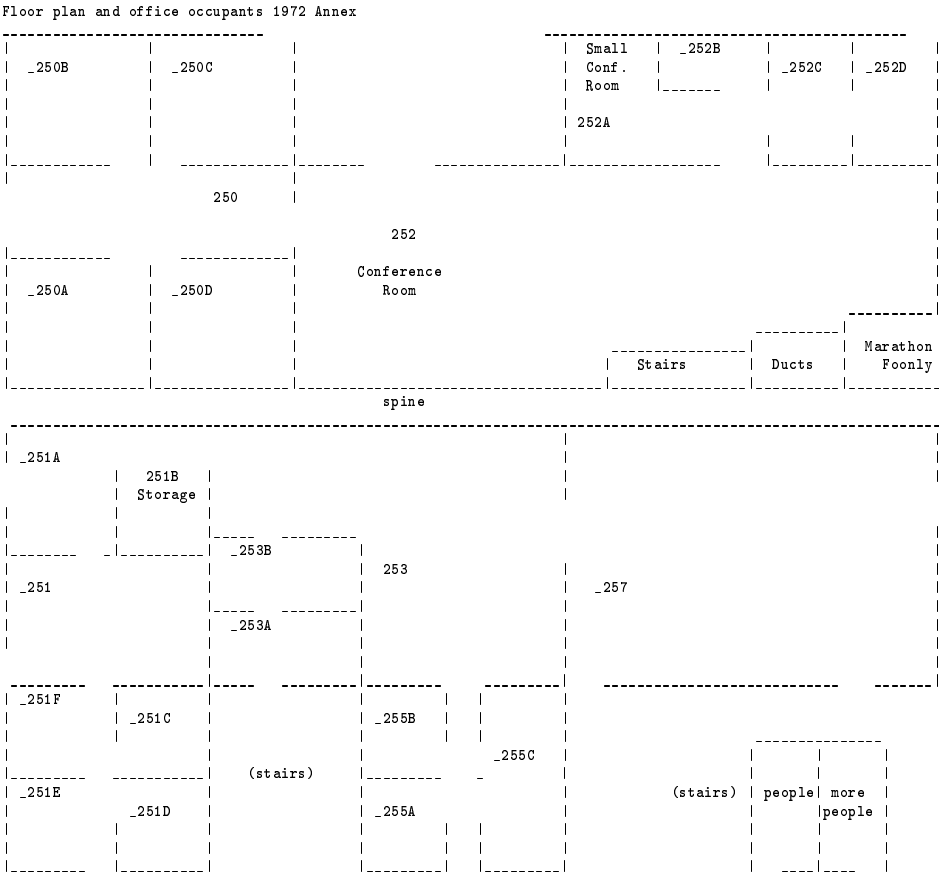 Floor plan and office occupants 1972 Annex
Small _252B
_250B _250C Conf. _252C _252D
Room
252A
250
252
Conference
_250A _250D Room
Marathon
Stairs Ducts Foonly
spine
_251A
251B
Storage
_253B
253
_251 _257
_253A
_251F
_251C _255B
_255C
(stairs)
_251E (stairs) people more
_251D _255A people